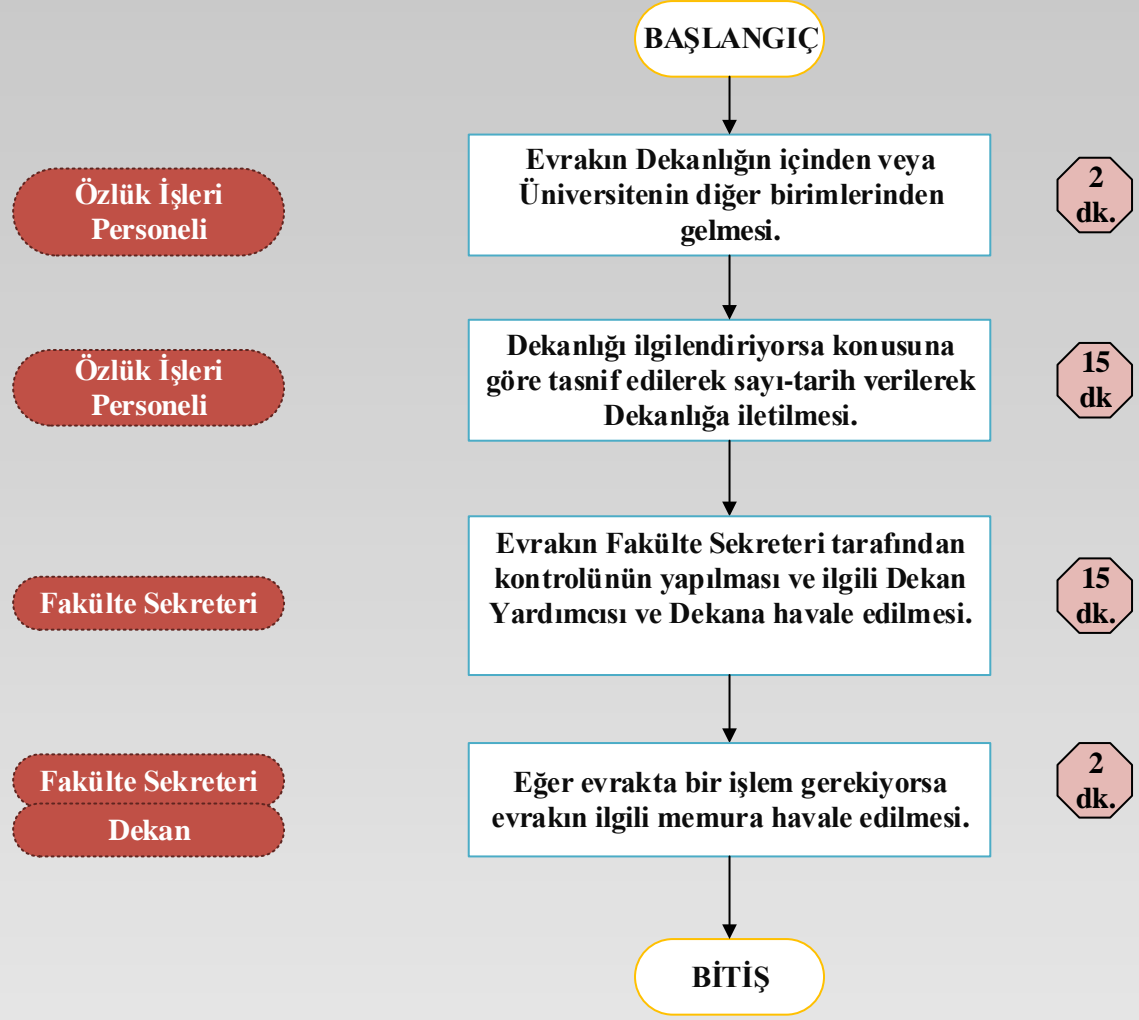 BAŞLANGIÇ
Özlük İşleri
Personeli
Evrakın Dekanlığın içinden veya
Üniversitenin diğer birimlerinden
gelmesi.
2
dk.
Özlük İşleri
Personeli
Dekanlığı ilgilendiriyorsa konusuna
göre tasnif edilerek sayı-tarih verilerek
Dekanlığa iletilmesi.
15
dk
Fakülte Sekreteri
Evrakın Fakülte Sekreteri tarafından
kontrolünün yapılması ve ilgili Dekan
Yardımcısı ve Dekana havale edilmesi.
15
dk.
Fakülte Sekreteri
Dekan
Eğer evrakta bir işlem gerekiyorsa
evrakın ilgili memura havale edilmesi.
2
dk.
BİTİŞ